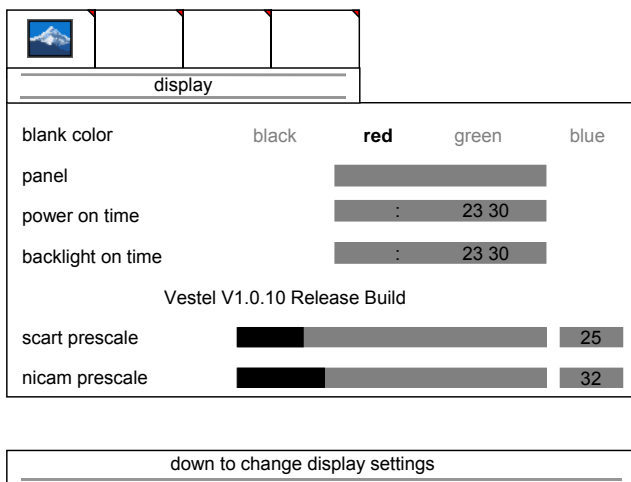 display
blank color black red green blue
panel
power on time : 23 30
backlight on time : 23 30
Vestel V1.0.10 Release Build
scart prescale 25
nicam prescale 32
down to change display settings